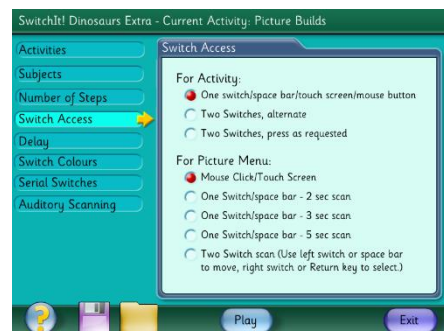 SwitchIt! Dinosaurs Extra - Current Activity: Picture Builds
Activities
Subjects
Number of Steps
Switch Access
Delay
Switch Colours
Serial Switches
Auditory Scanning
Switch Access
For Activity:
One switch/space bar/touch screen/mouse button
Two Switches, alternate
Two Switches, press as requested
For Picture Menu:
Mouse Click/Touch Screen
One Switch/space bar - 2 sec scan
One Switch/space bar - 3 sec scan
One Switch/space bar - 5 sec scan
Two Switch scan (Use left switch or space bar
to move, right switch or Return key to select.)
?
Play
Exit